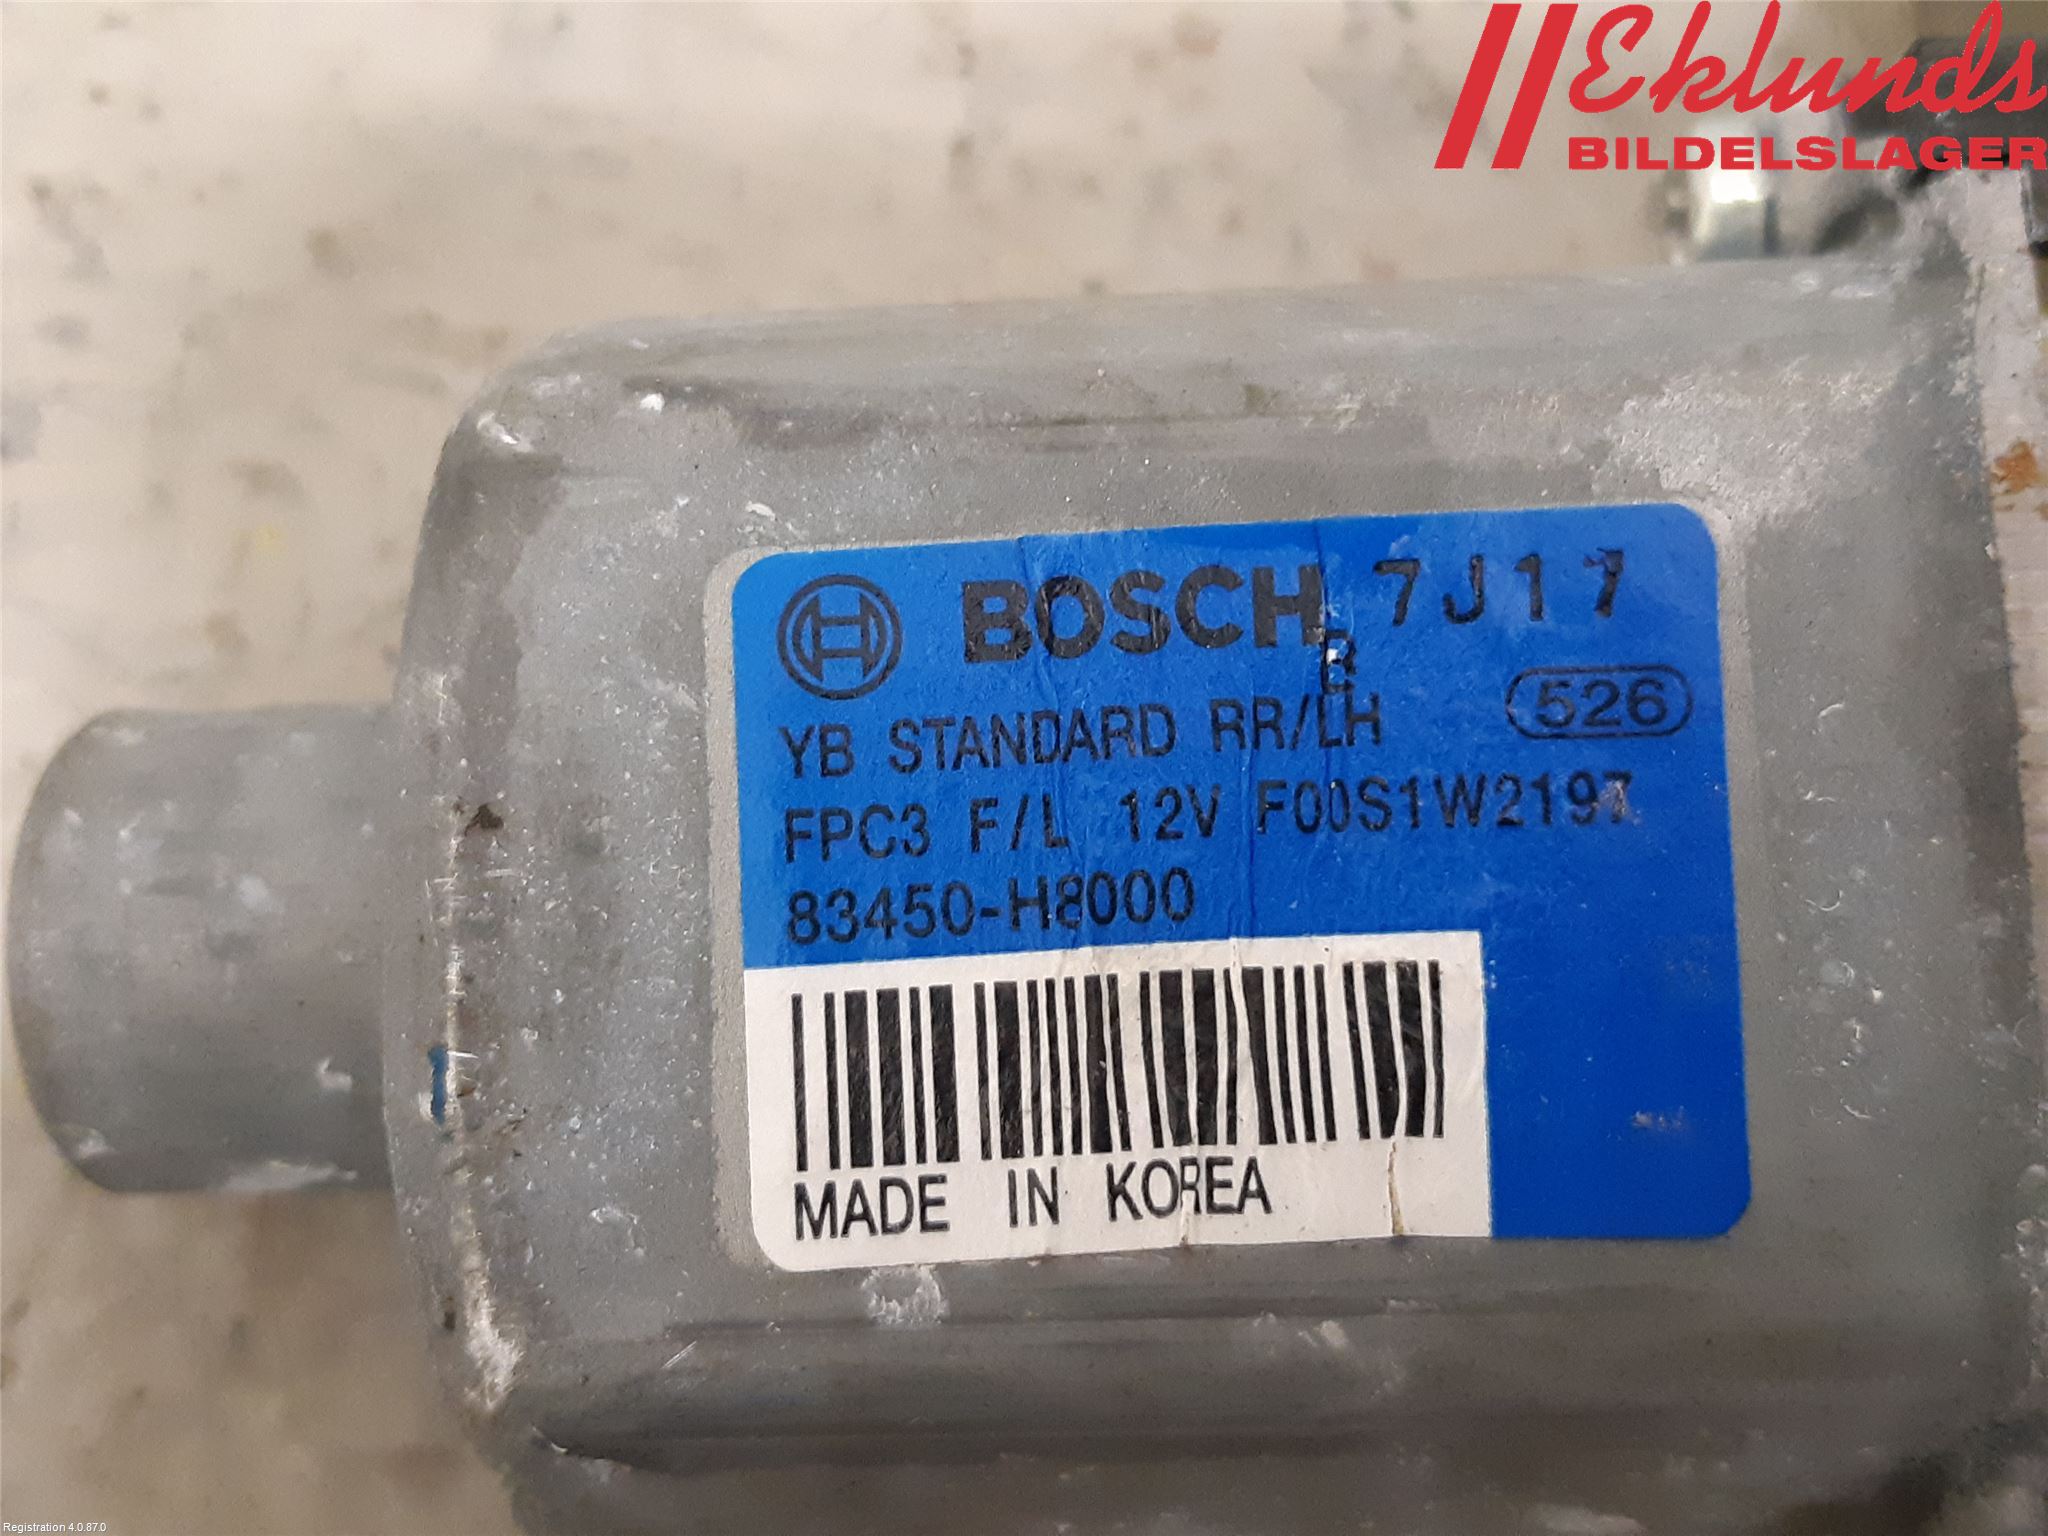 Eklunds
BILDELSLAGER
BOSCH 7J17
R
YB STANDARD RR/LH 526
FPC3 F/L 12V F00S1W2197
83450-H8000
MADE IN KOREA
Registration 4.0.87.0